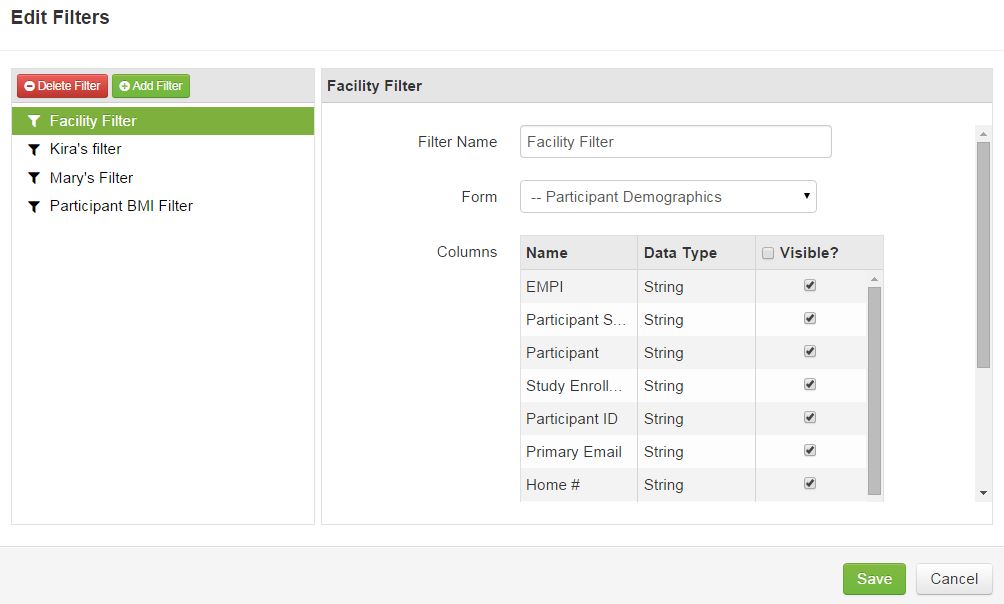 Edit Filters
Delete Filter Add Filter
Facility Filter
Kira's filter
Mary's Filter
Participant BMI Filter
Facility Filter
Filter Name Facility Filter
Form -- Participant Demographics
Columns Name Data Type Visible?
EMPI String
Participant S... String
Participant String
Study Enroll... String
Participant ID String
Primary Email String
Home # String
Save Cancel